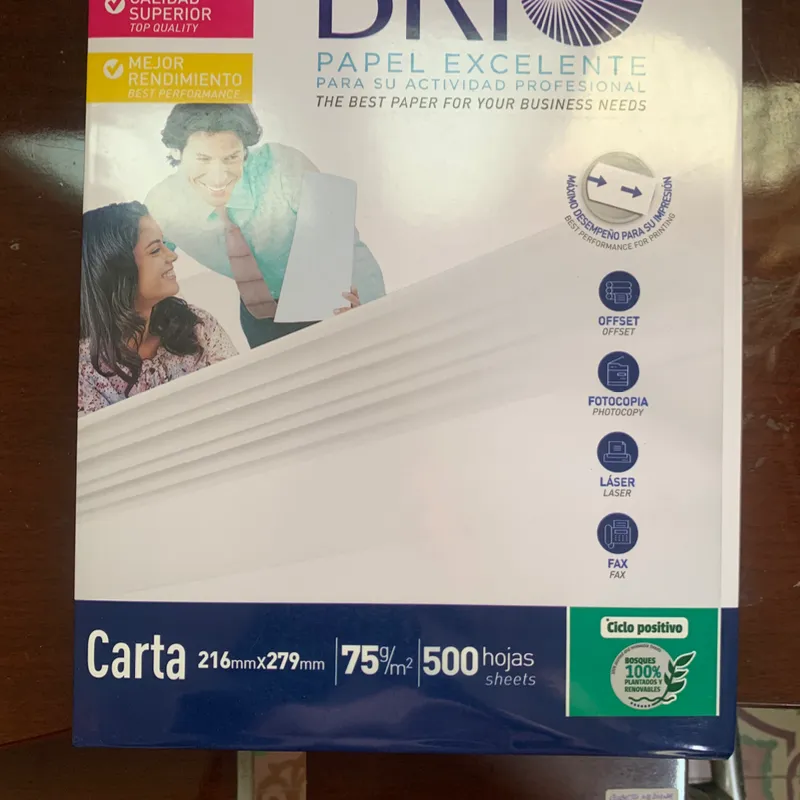 CALIDAD
SUPERIOR
TOP QUALITY
MEJOR
RENDIMIENTO
BEST PERFORMANCE
BRIO
PAPEL EXCELENTE
PARA SU ACTIVIDAD PROFESIONAL
THE BEST PAPER FOR YOUR BUSINESS NEEDS
MÁXIMO DESEMPEÑO PARA SU IMPRESIÓN
BEST PERFORMANCE FOR PRINTING
OFFSET
OFFSET
FOTOCOPIA
PHOTOCOPY
LÁSER
LASER
FAX
FAX
Carta 216mmx279mm 75g/m² 500 hojas
sheets
Ciclo positivo
BOSQUES
100%
PLANTADOS Y
RENOVABLES